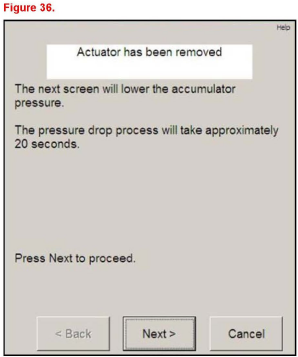 Figure 36.
Help
Actuator has been removed
The next screen will lower the accumulator
pressure.
The pressure drop process will take approximately
20 seconds.
Press Next to proceed.
< Back
Next >
Cancel